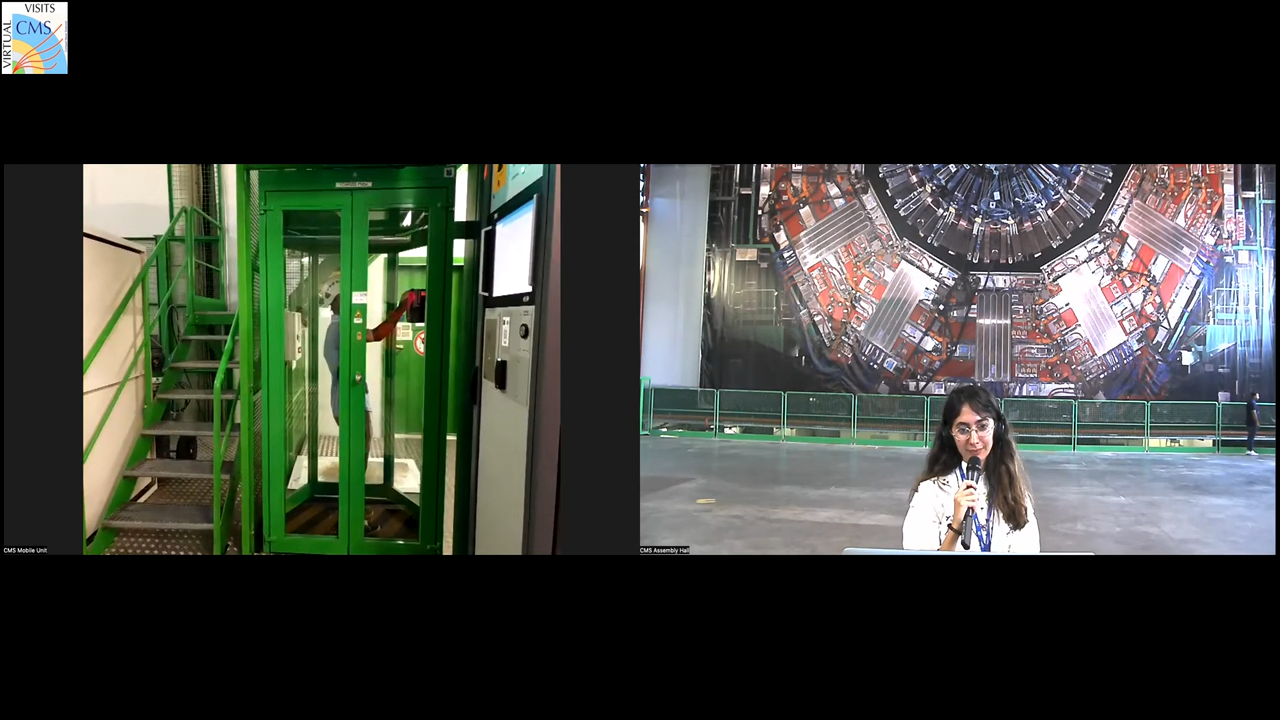 VISITS
CMS
VIRTUAL
CMS Mobile Unit
CMS Assembly Hall